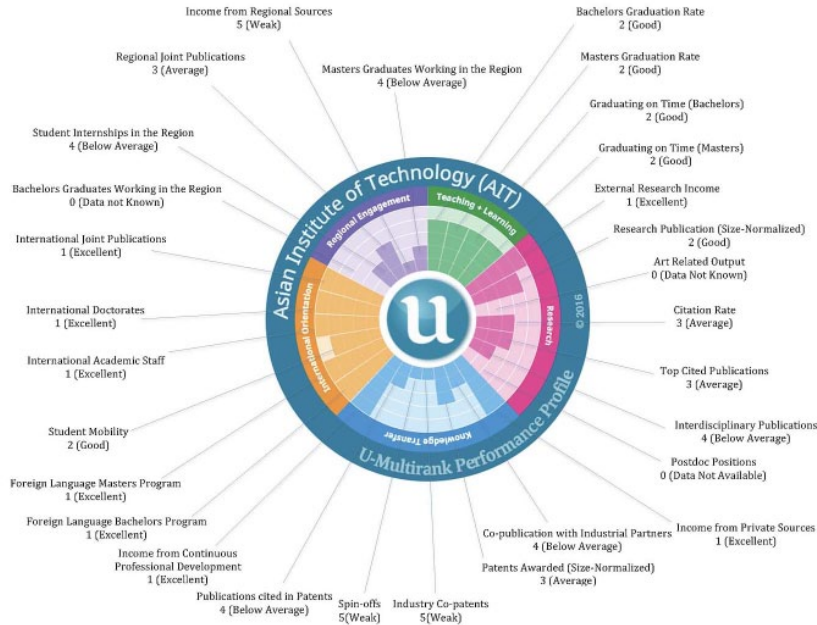 Income from Regional Sources
5 (Weak)
Bachelors Graduation Rate
2 (Good)
Regional Joint Publications
3 (Average)
Masters Graduates Working in the Region
4 (Below Average)
Masters Graduation Rate
2 (Good)
Graduating on Time (Bachelors)
2 (Good)
Student Internships in the Region
4 (Below Average)
Graduating on Time (Masters)
2 (Good)
Bachelors Graduates Working in the Region
0 (Data not Known)
External Research Income
1 (Excellent)
International Joint Publications
1 (Excellent)
Research Publication (Size-Normalized)
2 (Good)
Art Related Output
0 (Data Not Known)
International Doctorates
1 (Excellent)
Citation Rate
3 (Average)
International Academic Staff
1 (Excellent)
Top Cited Publications
3 (Average)
Student Mobility
2 (Good)
Interdisciplinary Publications
4 (Below Average)
Foreign Language Masters Program
1 (Excellent)
Postdoc Positions
0 (Data Not Available)
Foreign Language Bachelors Program
1 (Excellent)
Income from Private Sources
1 (Excellent)
Income from Continuous
Professional Development
1 (Excellent)
Co-publication with Industrial Partners
4 (Below Average)
Patents Awarded (Size-Normalized)
3 (Average)
Publications cited in Patents
4 (Below Average)
Spin-offs
5(Weak)
Industry Co-patents
5(Weak)
Asian Institute of Technology (AIT)
Regional Engagement
Teaching + Learning
Research
Knowledge Transfer
International Orientation
© 2016
U-Multirank Performance Profile
u